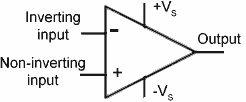 +Vs
Inverting
input
−
Output
Non-inverting
input
+
-Vs